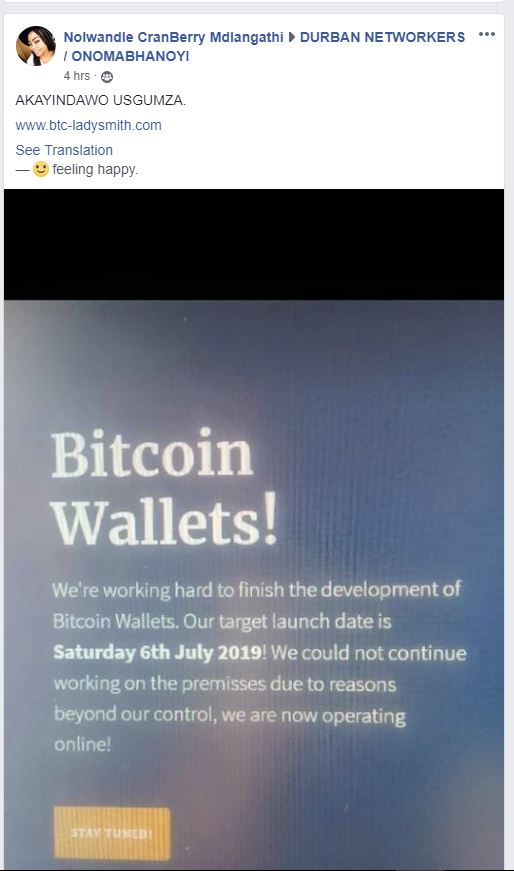 Nolwandle CranBerry Mdlangathi ▸ DURBAN NETWORKERS
/ ONOMABHANOYI
4 hrs ·
AKAYINDAWO USGUMZA.
www.btc-ladysmith.com
See Translation
— 🙂 feeling happy.
Bitcoin
Wallets!
We're working hard to finish the development of
Bitcoin Wallets. Our target launch date is
Saturday 6th July 2019! We could not continue
working on the premisses due to reasons
beyond our control, we are now operating
online!
STAY TUNED!